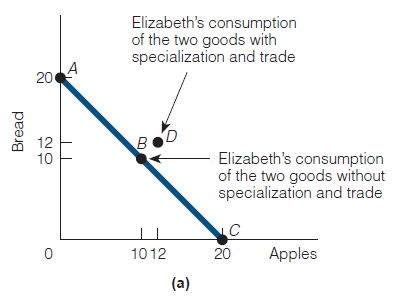 Elizabeth's consumption
of the two goods with
specialization and trade
A
20
Bread
12
B
D
10
Elizabeth's consumption
of the two goods without
specialization and trade
C
0
10 12
20
Apples
(a)